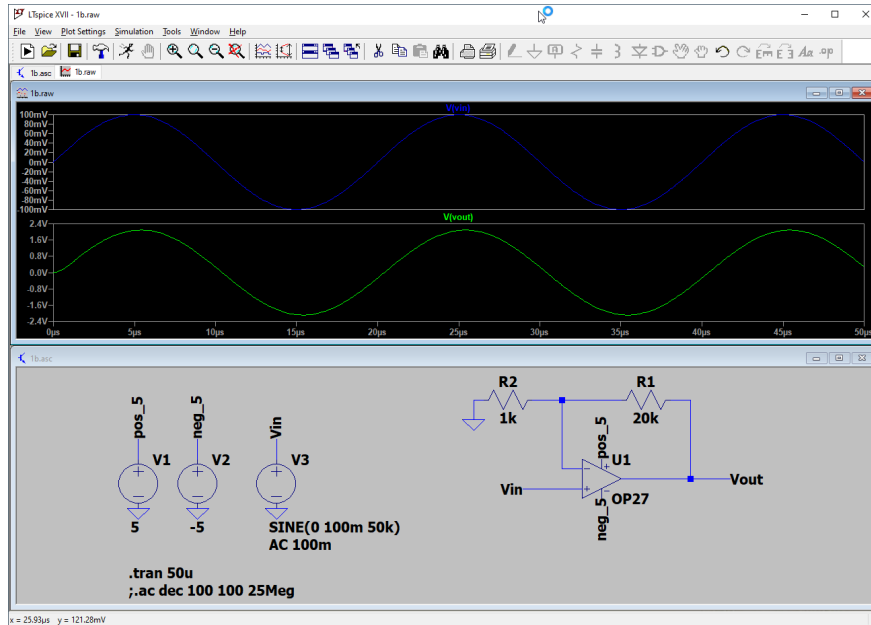 LTspice XVII - 1b.raw
File View Plot Settings Simulation Tools Window Help
1b.asc 1b.raw
1b.raw
V(vin)
100mV
80mV
60mV
40mV
20mV
0mV
-20mV
-40mV
-60mV
-80mV
-100mV
V(vout)
2.4V
1.6V
0.8V
0.0V
-0.8V
-1.6V
-2.4V
0µs 5µs 10µs 15µs 20µs 25µs 30µs 35µs 40µs 45µs 50µs
1b.asc
pos_5
neg_5
Vin
V1
V2
V3
5
-5
SINE(0 100m 50k)
AC 100m
.tran 50u
;.ac dec 100 100 25Meg
R2
1k
R1
20k
pos_5
U1
Vin
Vout
OP27
neg_5
x = 25.93µs y = 121.28mV